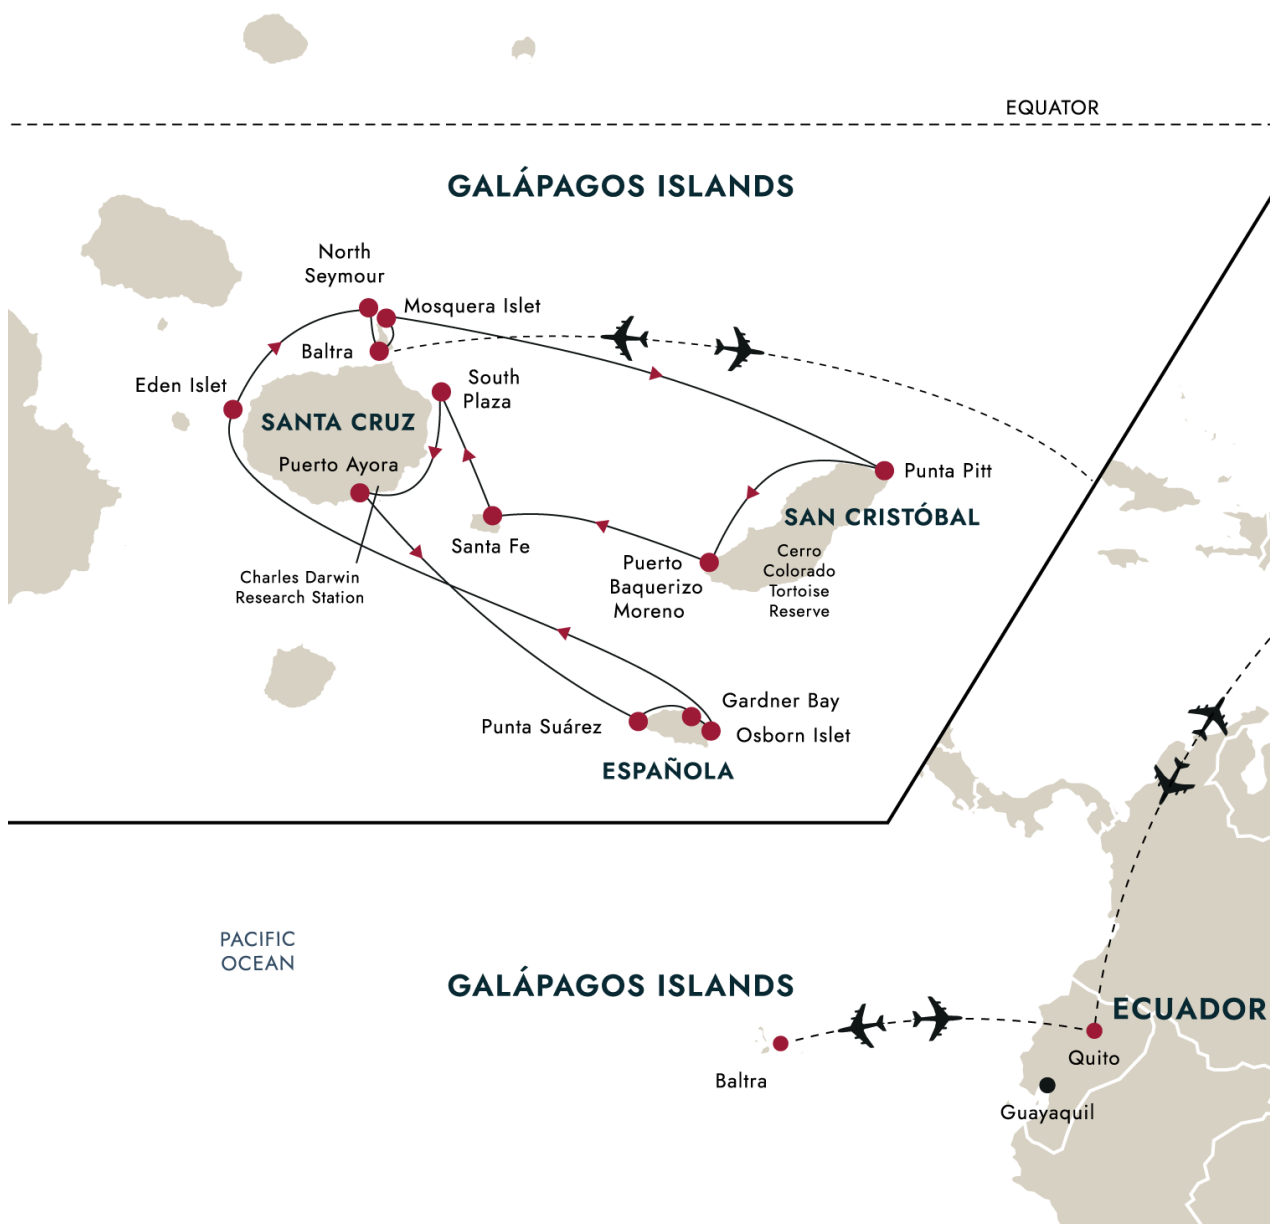 EQUATOR
GALÁPAGOS ISLANDS
North
Seymour
Mosquera Islet
Baltra
South
Plaza
Eden Islet
SANTA CRUZ
Puerto Ayora
Punta Pitt
SAN CRISTÓBAL
Santa Fe
Cerro
Colorado
Tortoise
Reserve
Puerto
Baquerizo
Moreno
Charles Darwin
Research Station
Gardner Bay
Punta Suárez
Osborn Islet
ESPAÑOLA
PACIFIC
OCEAN
GALÁPAGOS ISLANDS
ECUADOR
Quito
Baltra
Guayaquil